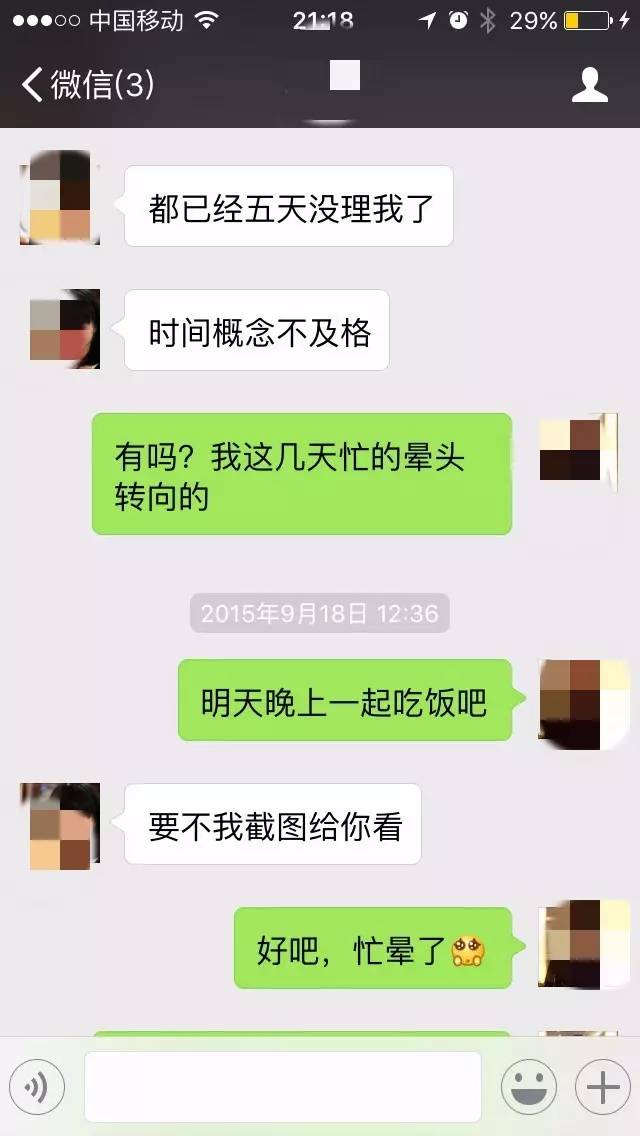 中国移动 21:18 29%
微信(3)
都已经五天没理我了
时间概念不及格
有吗？我这几天忙的晕头
转向的
2015年9月18日 12:36
明天晚上一起吃饭吧
要不我截图给你看
好吧，忙晕了